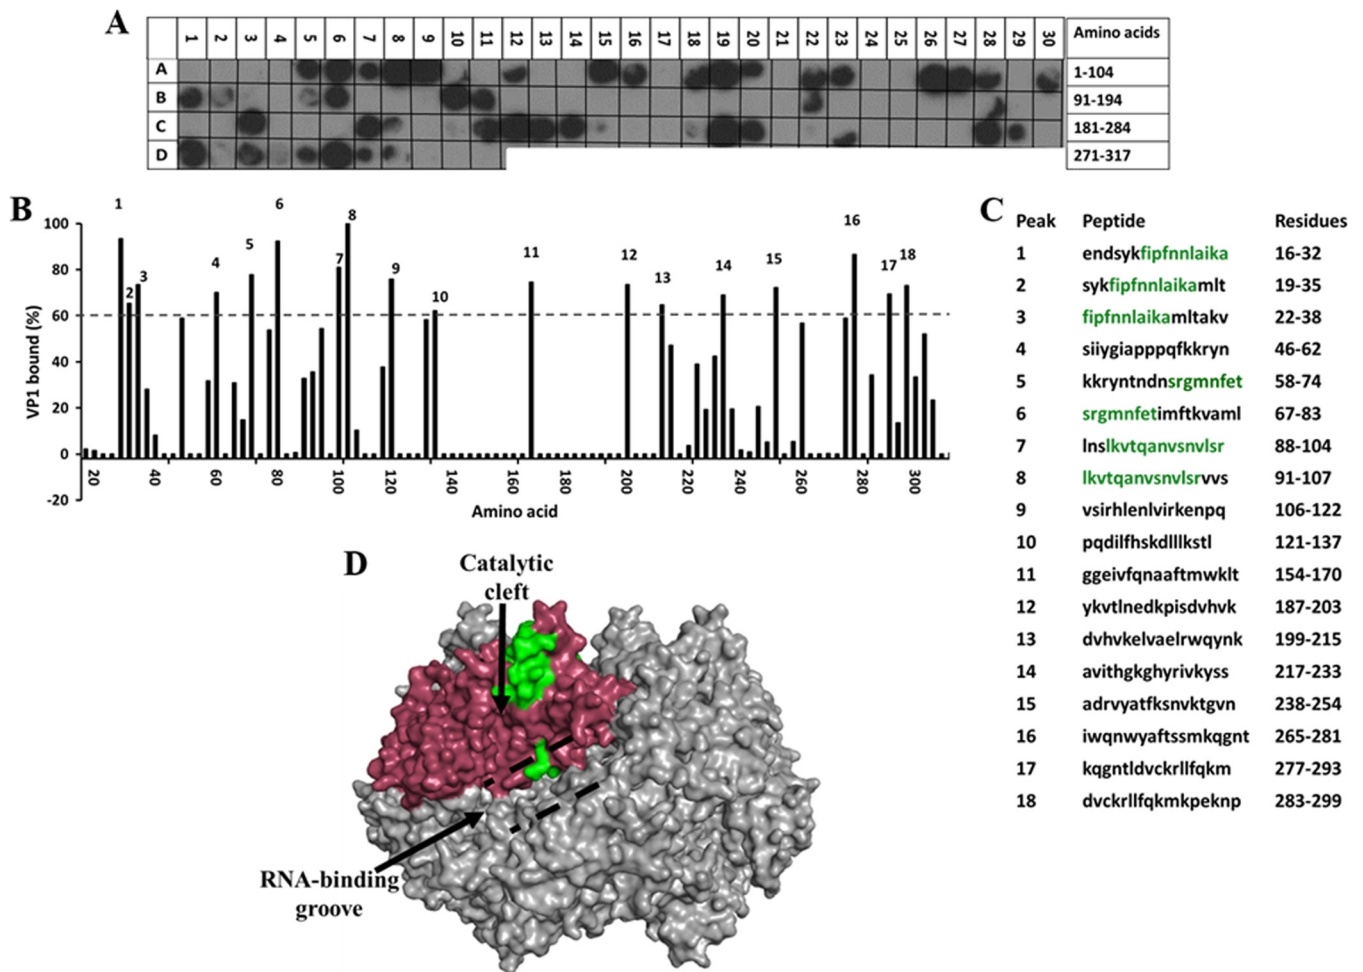 A
1 2 3 4 5 6 7 8 9 10 11 12 13 14 15 16 17 18 19 20 21 22 23 24 25 26 27 28 29 30 Amino acids
A 1-104
B 91-194
C 181-284
D 271-317
B
VP1 bound (%)
100
80
60
40
20
0
-20
1 2 3 4 5 6 7 8 9 10 11 12 13 14 15 16 17 18
20 40 60 80 100 120 140 160 180 200 220 240 260 280 300
Amino acid
C Peak Peptide Residues
1 endsykfipfnnlaika 16-32
2 sykfipfnnlaikamlt 19-35
3 fipfnnlaikamltakv 22-38
4 siiygiapppqfkkryn 46-62
5 kkryntndnsrgmnfet 58-74
6 srgmnfetimftkvaml 67-83
7 lnslkvtqanvsnvlsr 88-104
8 lkvtqanvsnvlsrvvs 91-107
9 vsirhlenlvirkenpq 106-122
10 pqdilfhskdlllkstl 121-137
11 ggeivfqnaaftmwklt 154-170
12 ykvtlnedkpisdvhvk 187-203
13 dvhvkelvaelrwqynk 199-215
14 avithgkghyrivkyss 217-233
15 adrvyatfksnvktgvn 238-254
16 iwqnwyaftssmkqgnt 265-281
17 kqgntldvckrllfqkm 277-293
18 dvckrllfqkmkpeknp 283-299
D
Catalytic
cleft
RNA-binding
groove